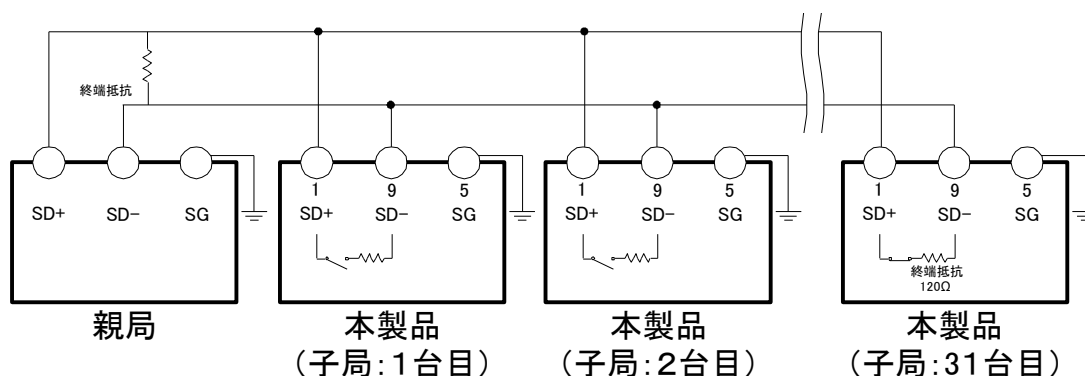 終端抵抗
SD+ SD- SG
1 9 5
SD+ SD- SG
1 9 5
SD+ SD- SG
1 9 5
SD+ SD- SG
終端抵抗
120Ω
親局
本製品
(子局:1台目)
本製品
(子局:2台目)
本製品
(子局:31台目)